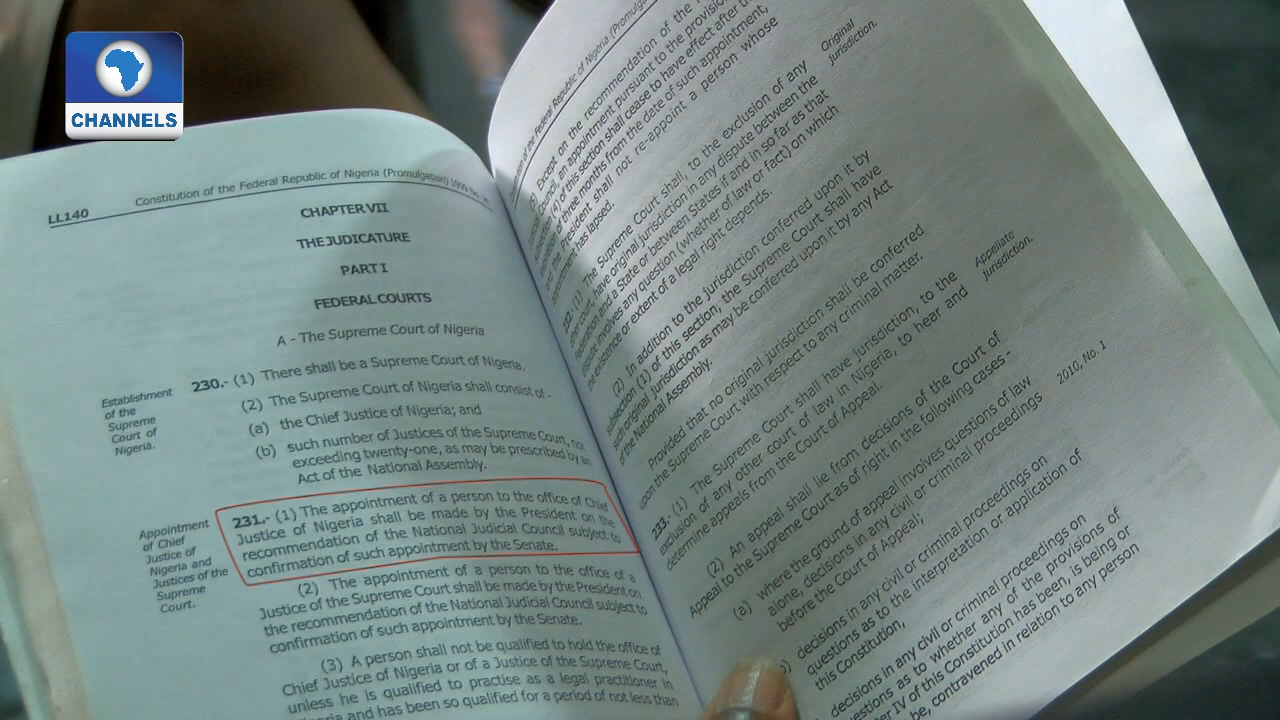 CHANNELS
LL140
Constitution of the Federal Republic of Nigeria (Promulgation) 1999
CHAPTER VII
THE JUDICATURE
PART I
FEDERAL COURTS
A - The Supreme Court of Nigeria
Establishment
of the
Supreme
Court of
Nigeria.
230.- (1) There shall be a Supreme Court of Nigeria.
(2) The Supreme Court of Nigeria shall consist of -
(a) the Chief Justice of Nigeria; and
(b) such number of Justices of the Supreme Court, not
exceeding twenty-one, as may be prescribed by an
Act of the National Assembly.
Appointment
of Chief
Justice of
Nigeria and
Justices of the
Supreme
Court.
231.- (1) The appointment of a person to the office of Chief
Justice of Nigeria shall be made by the President on the
recommendation of the National Judicial Council subject to
confirmation of such appointment by the Senate.
(2) The appointment of a person to the office of a
Justice of the Supreme Court shall be made by the President on
the recommendation of the National Judicial Council subject to
confirmation of such appointment by the Senate.
(3) A person shall not be qualified to hold the office of
Chief Justice of Nigeria or of a Justice of the Supreme Court,
unless he is qualified to practise as a legal practitioner in
and has been so qualified for a period of not less than
of the Federal Republic of Nigeria
Except on the recommendation of the
an appointment pursuant to the provisions
(4) of this section shall cease to have effect after the
three months from the date of such appointment,
shall not re-appoint a person whose
has lapsed.
Original
jurisdiction.
(1) The Supreme Court shall, to the exclusion of any
court, have original jurisdiction in any dispute between the
and a State or between States if and in so far as that
involves any question (whether of law or fact) on which
the existence or extent of a legal right depends.
(2) In addition to the jurisdiction conferred upon it by
subsection (1) of this section, the Supreme Court shall have
such original jurisdiction as may be conferred upon it by any Act
of the National Assembly.
Provided that no original jurisdiction shall be conferred
upon the Supreme Court with respect to any criminal matter.
Appellate
jurisdiction.
233.- (1) The Supreme Court shall have jurisdiction, to the
exclusion of any other court of law in Nigeria, to hear and
determine appeals from the Court of Appeal.
2010, No. 1
(2) An appeal shall lie from decisions of the Court of
Appeal to the Supreme Court as of right in the following cases -
(a) where the ground of appeal involves questions of law
alone, decisions in any civil or criminal proceedings
before the Court of Appeal;
decisions in any civil or criminal proceedings on
questions as to the interpretation or application of
this Constitution,
decisions in any civil or criminal proceedings on
questions as to whether any of the provisions of
IV of this Constitution has been, is being or
be, contravened in relation to any person